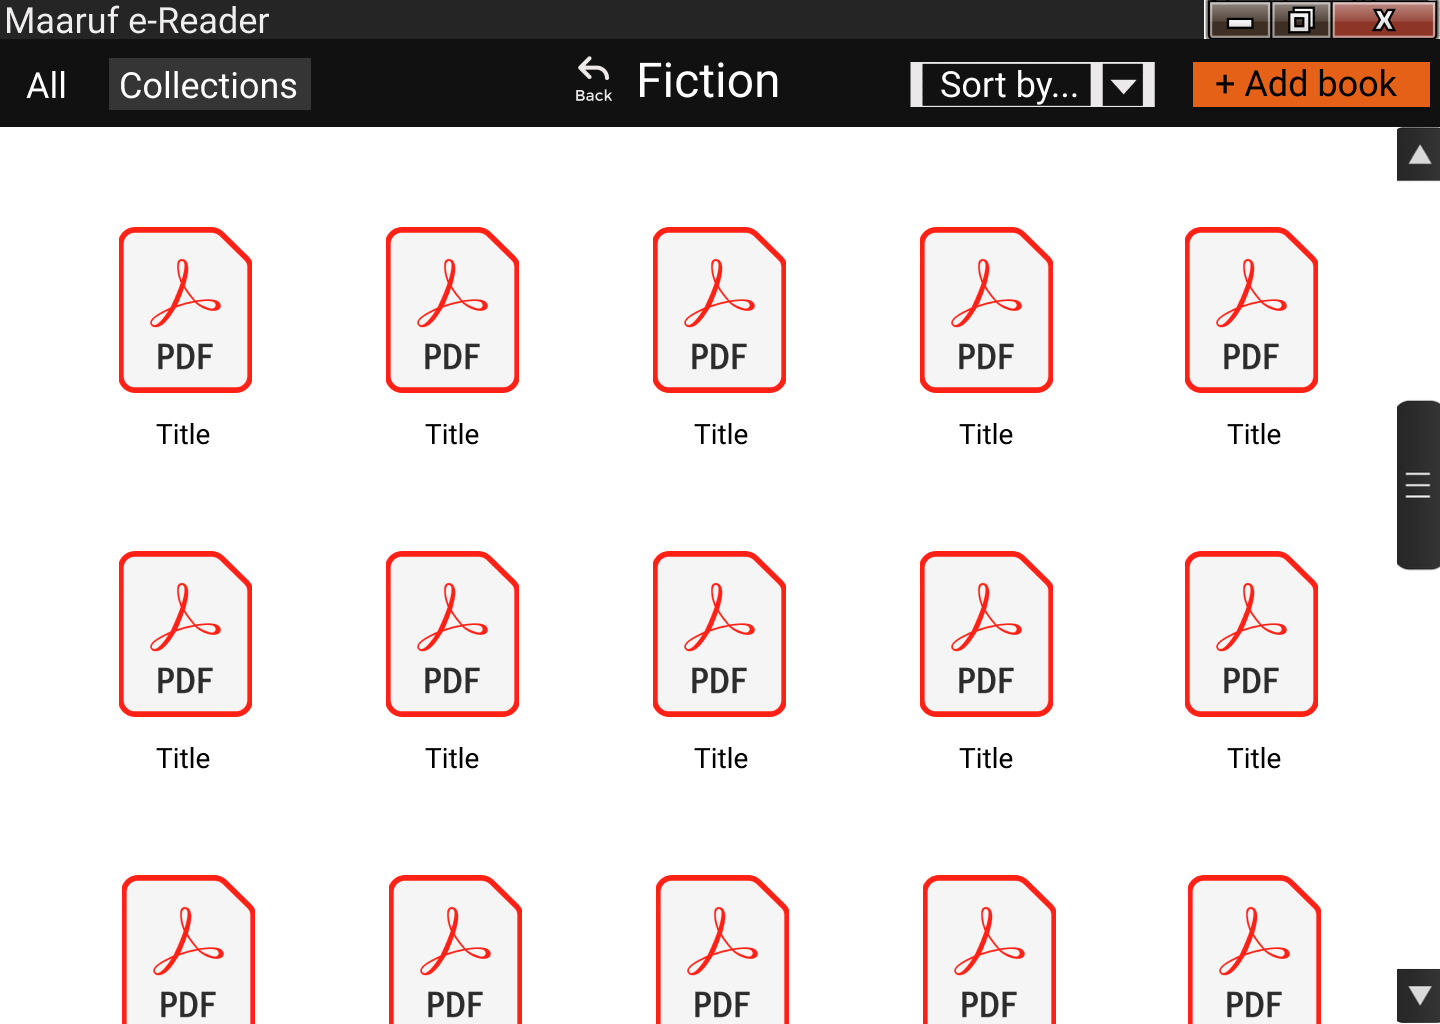 Maaruf e-Reader
X
All Collections Back Fiction Sort by... + Add book
PDF PDF PDF PDF PDF
Title Title Title Title Title
PDF PDF PDF PDF PDF
Title Title Title Title Title
PDF PDF PDF PDF PDF